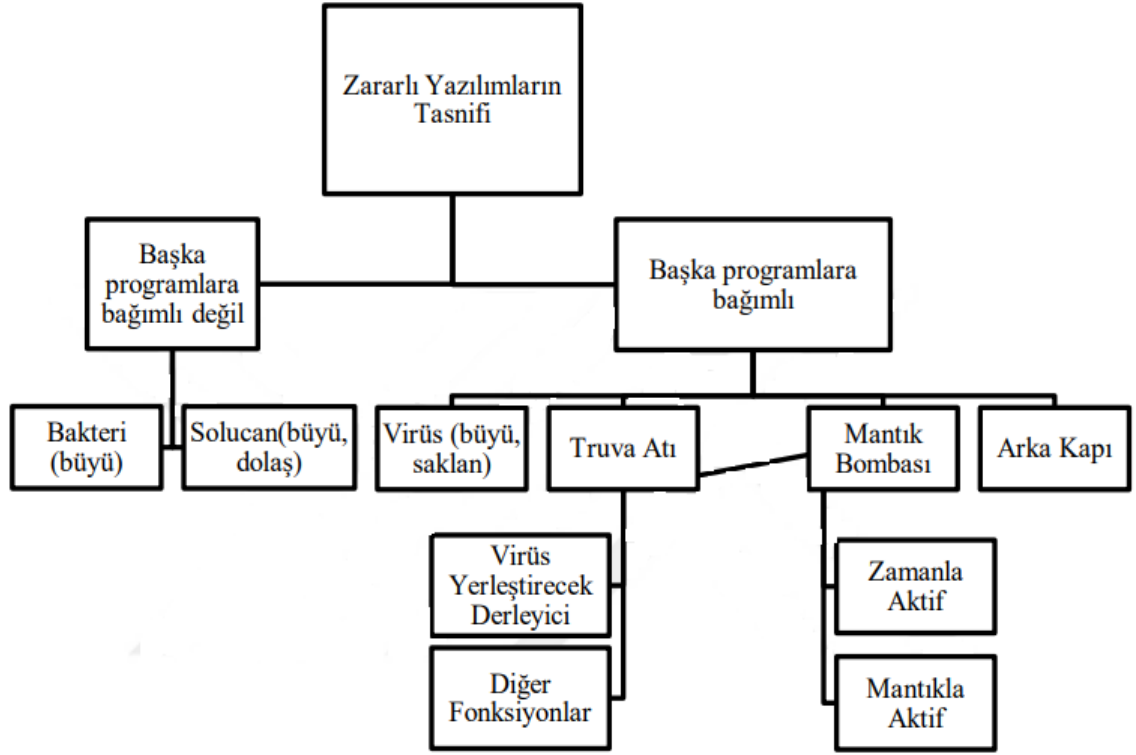 Zararlı Yazılımların
Tasnifi
Başka
programlara
bağımlı değil
Başka programlara
bağımlı
Bakteri
(büyü)
Solucan(büyü,
dolaş)
Virüs (büyü,
saklan)
Truva Atı
Mantık
Bombası
Arka Kapı
Virüs
Yerleştirecek
Derleyici
Diğer
Fonksiyonlar
Zamanla
Aktif
Mantıkla
Aktif